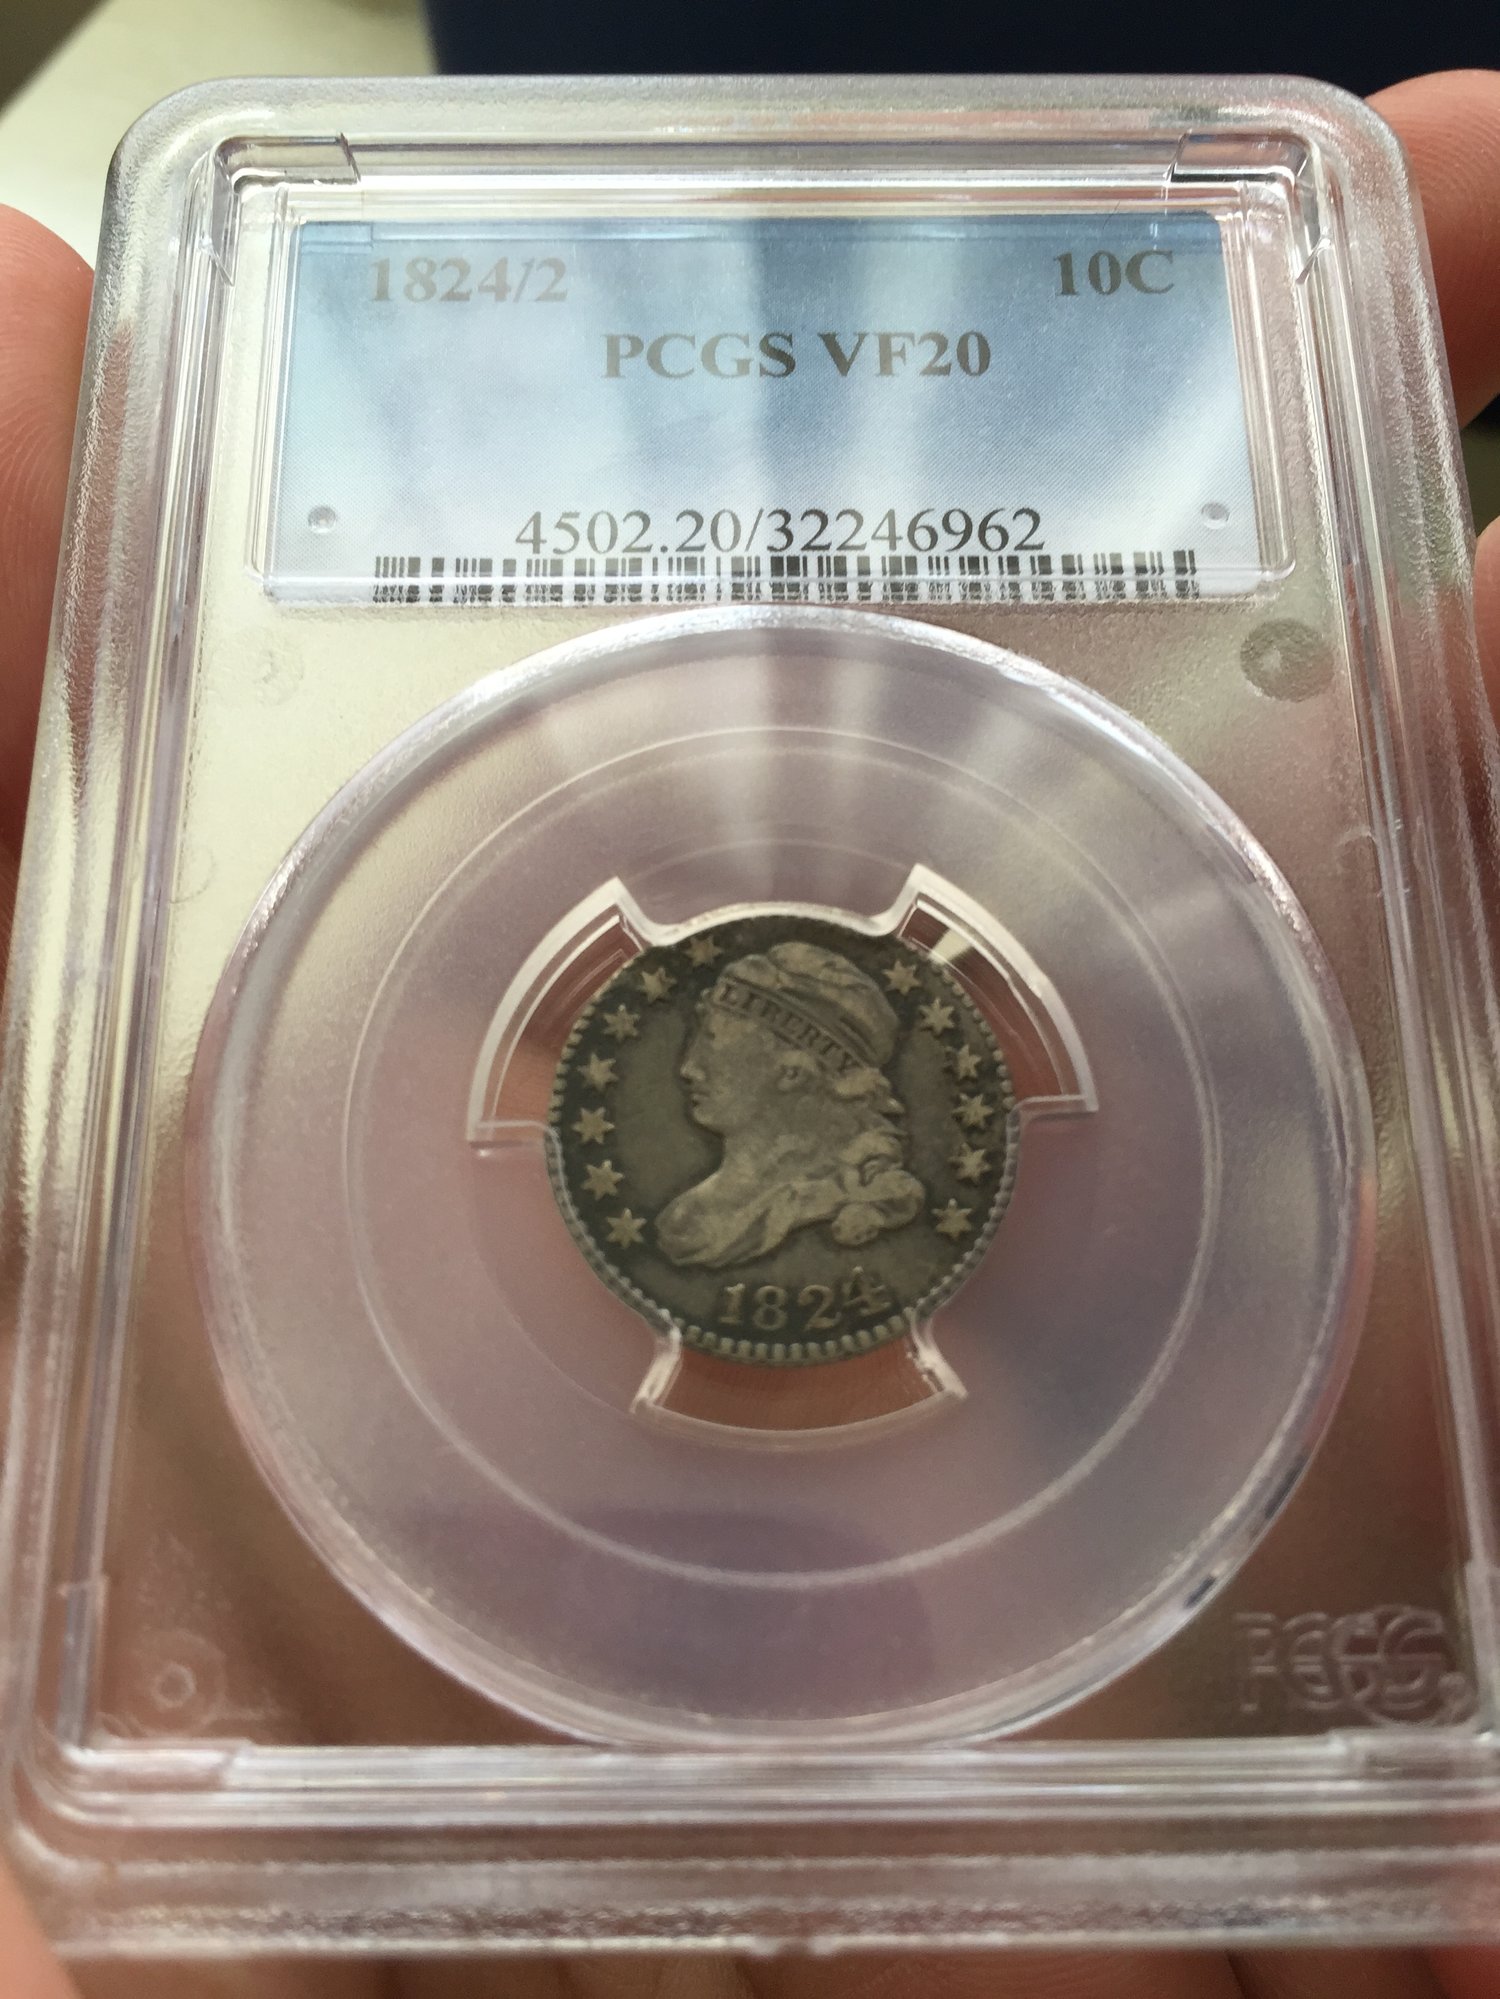 1824/2 10C
PCGS VF20
4502.20/32246962
LIBERTY
1824
PCGS